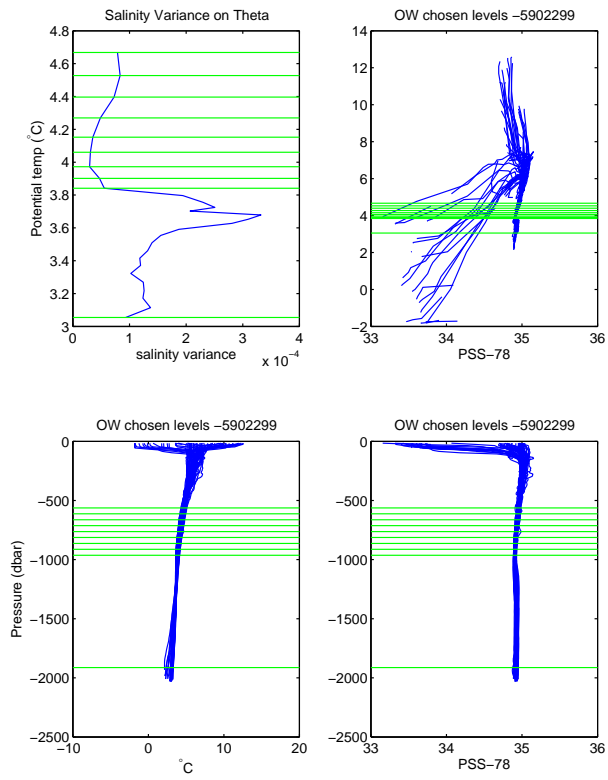 Salinity Variance on Theta
4.8
4.6
4.4
4.2
4
3.8
3.6
3.4
3.2
3
Potential temp (°C)
0 1 2 3 4
salinity variance
x 10⁻⁴
OW chosen levels −5902299
14
12
10
8
6
4
2
0
−2
33 34 35 36
PSS−78
OW chosen levels −5902299
0
−500
−1000
−1500
−2000
−2500
Pressure (dbar)
−10 0 10 20
°C
OW chosen levels −5902299
0
−500
−1000
−1500
−2000
−2500
33 34 35 36
PSS−78